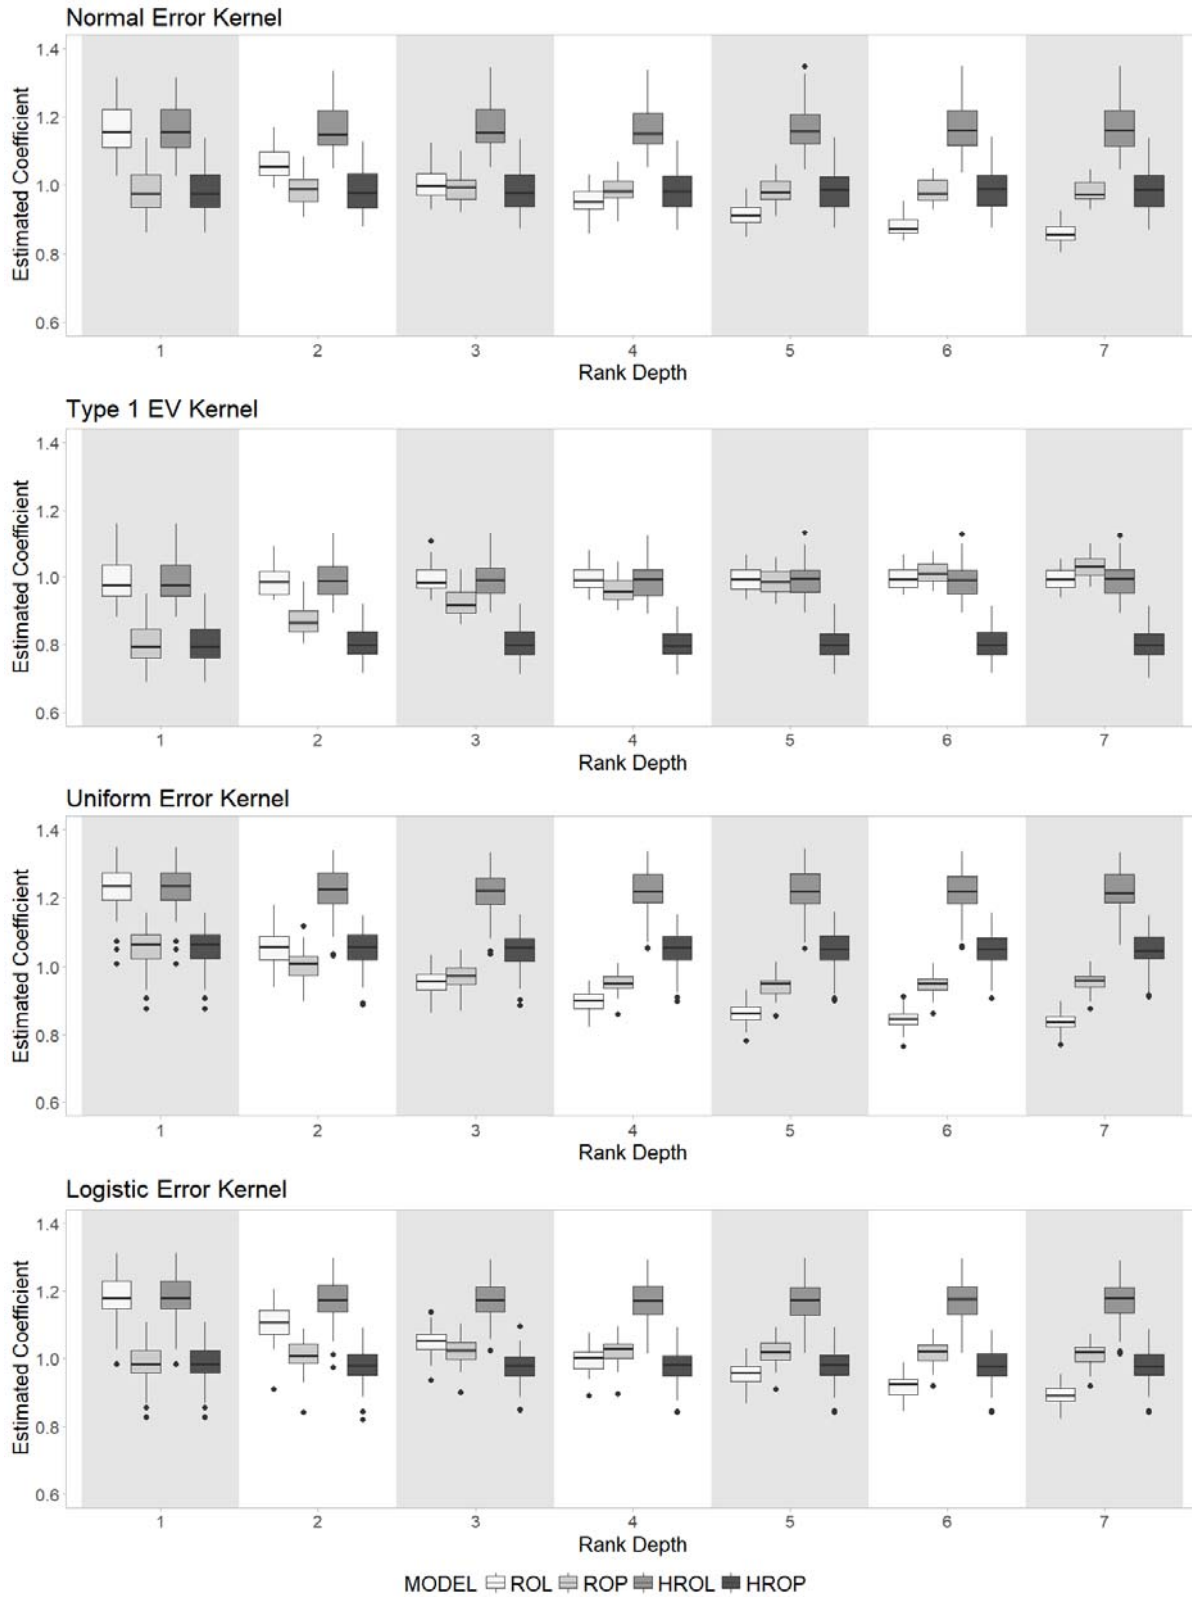 Normal Error Kernel
1.4
1.2
1.0
0.8
0.6
Estimated Coefficient
1 2 3 4 5 6 7
Rank Depth
Type 1 EV Kernel
1.4
1.2
1.0
0.8
0.6
Estimated Coefficient
1 2 3 4 5 6 7
Rank Depth
Uniform Error Kernel
1.4
1.2
1.0
0.8
0.6
Estimated Coefficient
1 2 3 4 5 6 7
Rank Depth
Logistic Error Kernel
1.4
1.2
1.0
0.8
0.6
Estimated Coefficient
1 2 3 4 5 6 7
Rank Depth
MODEL ROL ROP HROL HROP